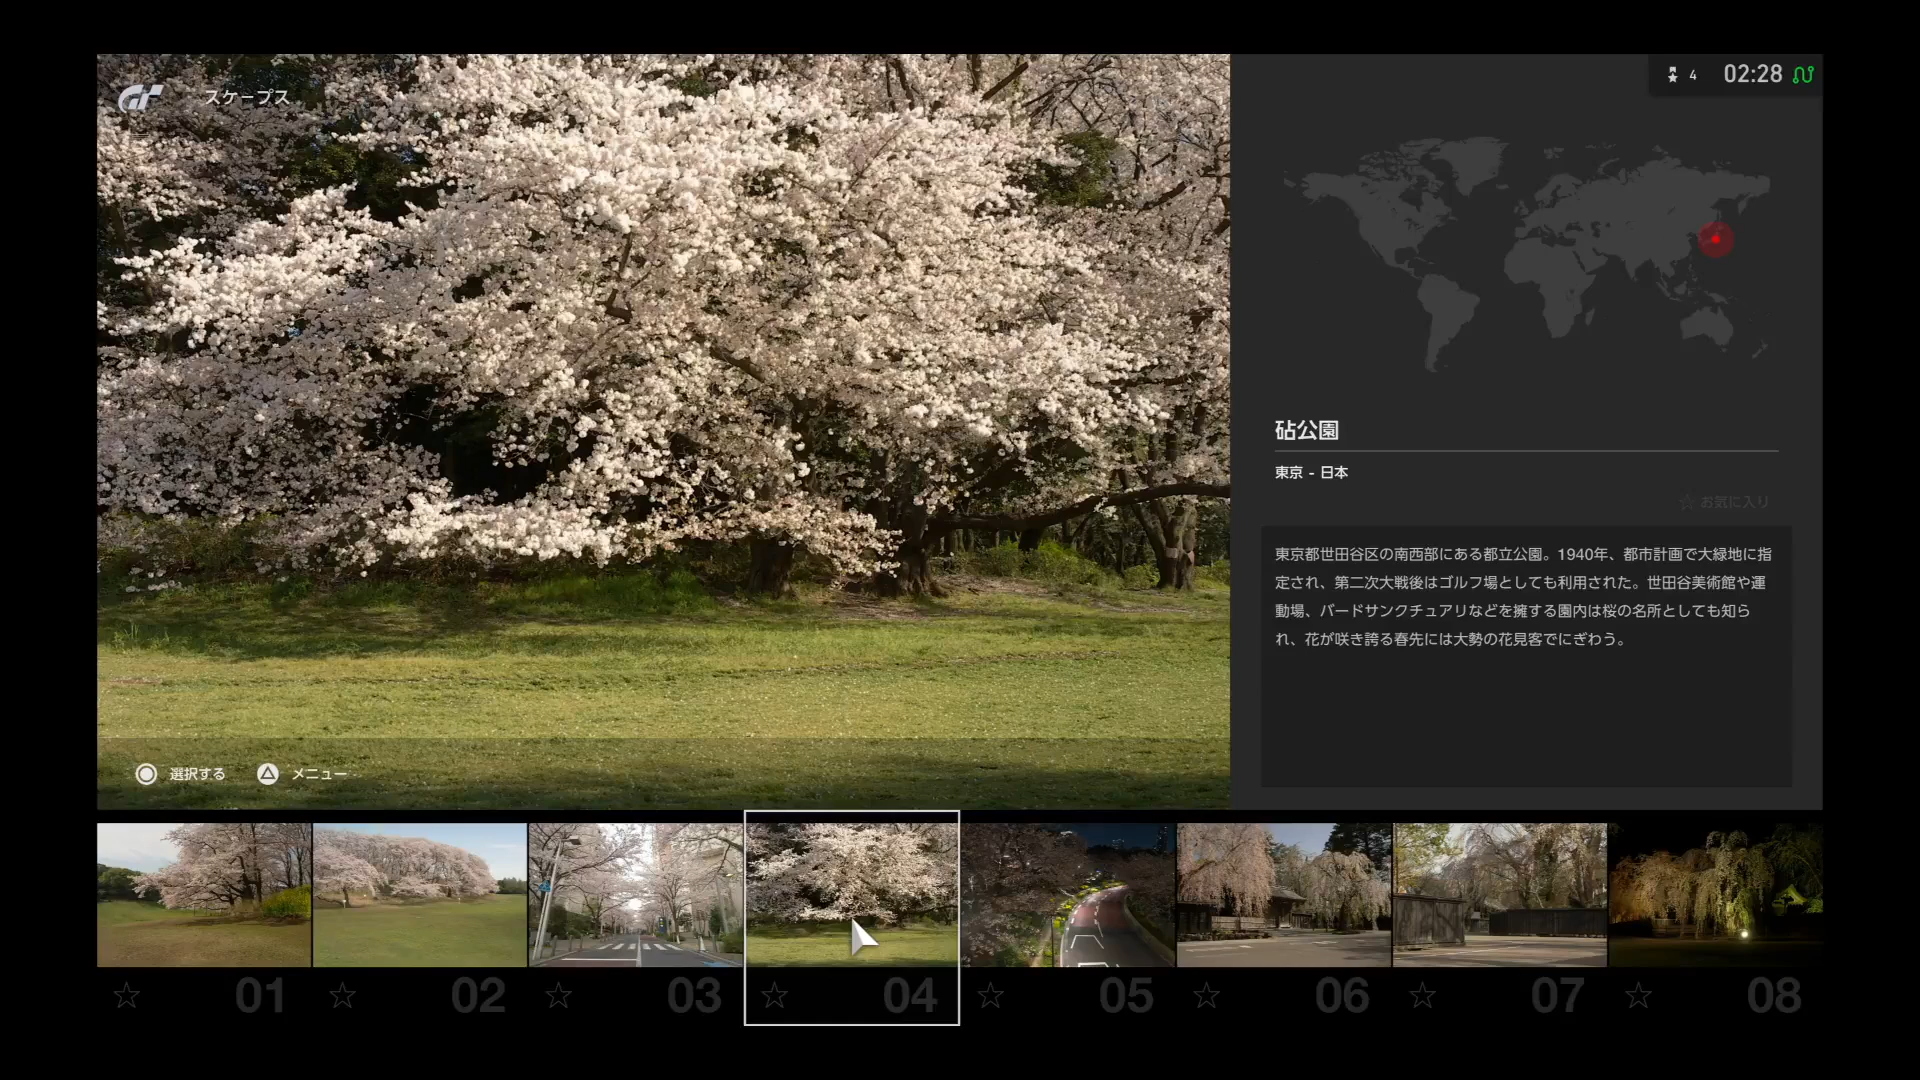 スケープス
4 02:28
砧公園
東京 - 日本
☆ お気に入り
東京都世田谷区の南西部にある都立公園。1940年、都市計画で大緑地に指
定され、第二次大戦後はゴルフ場としても利用された。世田谷美術館や運
動場、バードサンクチュアリなどを擁する園内は桜の名所としても知ら
れ、花が咲き誇る春先には大勢の花見客でにぎわう。
選択する メニュー
01 02 03 04 05 06 07 08